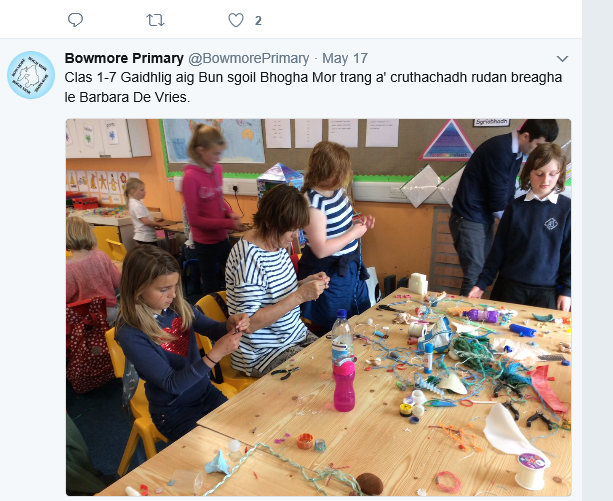 2
Bowmore Primary @BowmorePrimary · May 17
Clas 1-7 Gaidhlig aig Bun sgoil Bhogha Mor trang a' cruthachadh rudan breagha
le Barbara De Vries.
Sgrìobhadh